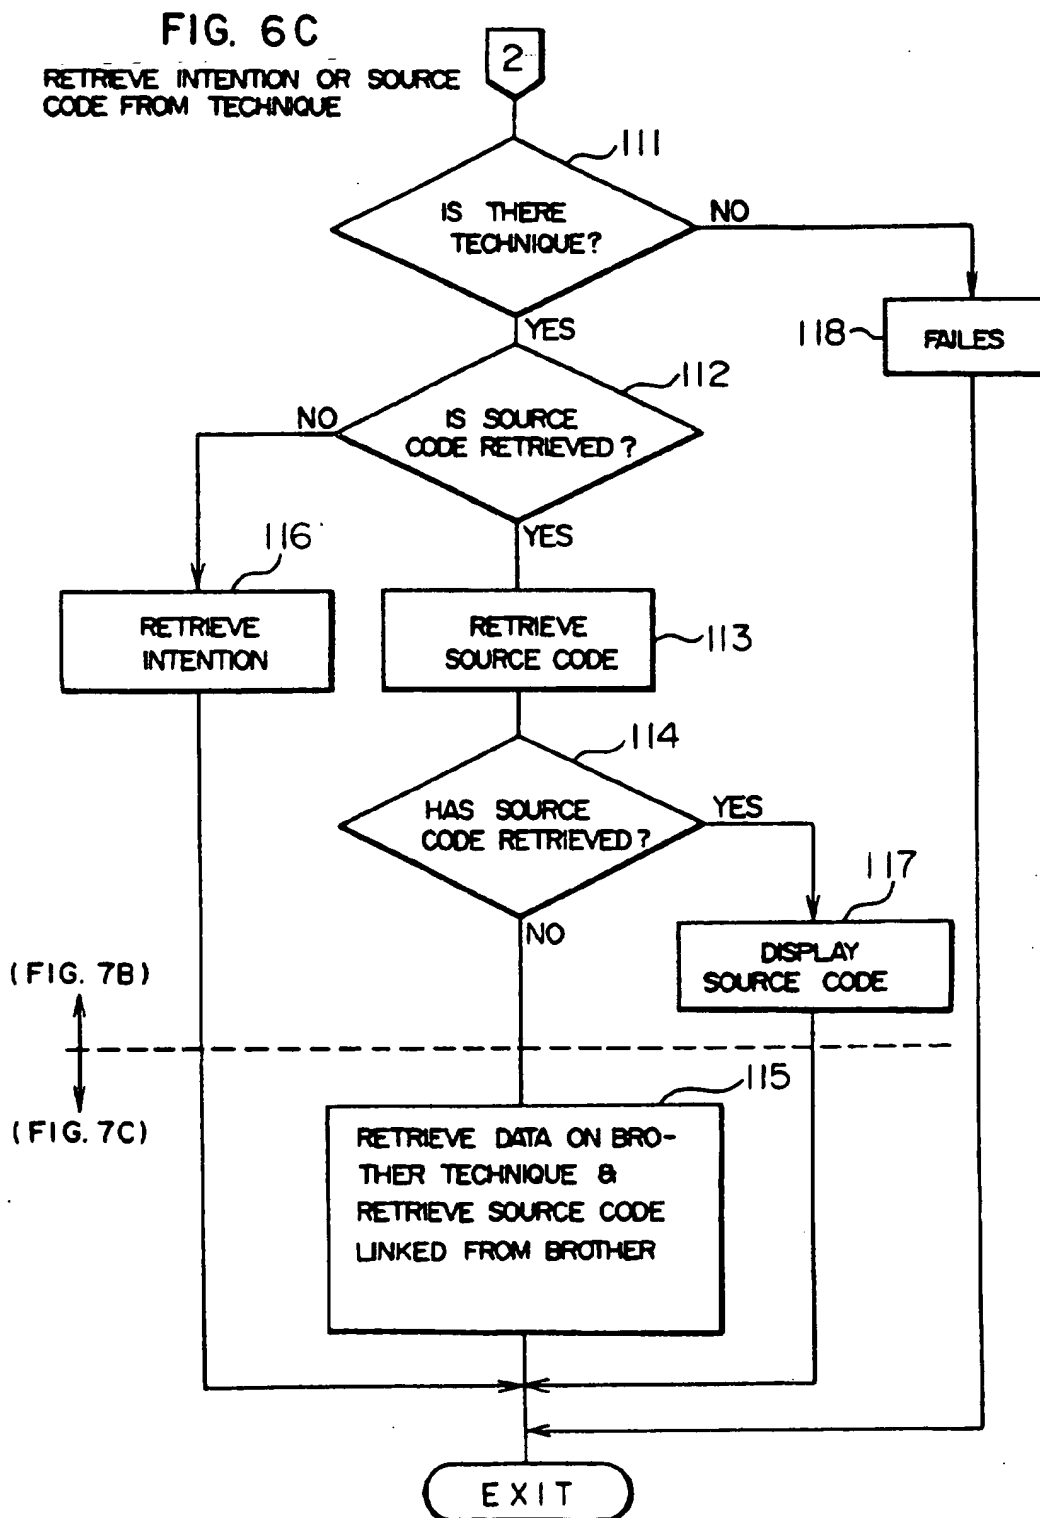 FIG. 6C
RETRIEVE INTENTION OR SOURCE
CODE FROM TECHNIQUE
2
111
IS THERE
TECHNIQUE?
NO
YES
118
FAILES
112
IS SOURCE
CODE RETRIEVED?
NO
YES
116
RETRIEVE
INTENTION
RETRIEVE
SOURCE CODE
113
114
HAS SOURCE
CODE RETRIEVED?
YES
NO
117
DISPLAY
SOURCE CODE
(FIG. 7B)
(FIG. 7C)
115
RETRIEVE DATA ON BRO-
THER TECHNIQUE &
RETRIEVE SOURCE CODE
LINKED FROM BROTHER
EXIT